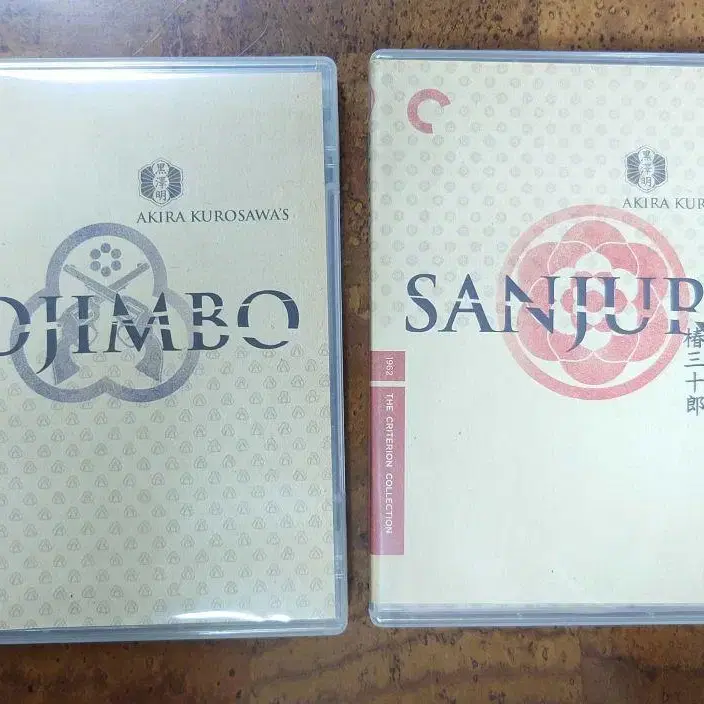 黒澤明
AKIRA KUROSAWA'S
OJIMBO
黒澤明
AKIRA KUR
SANJUR
椿三十郎
1962
THE CRITERION COLLECTION